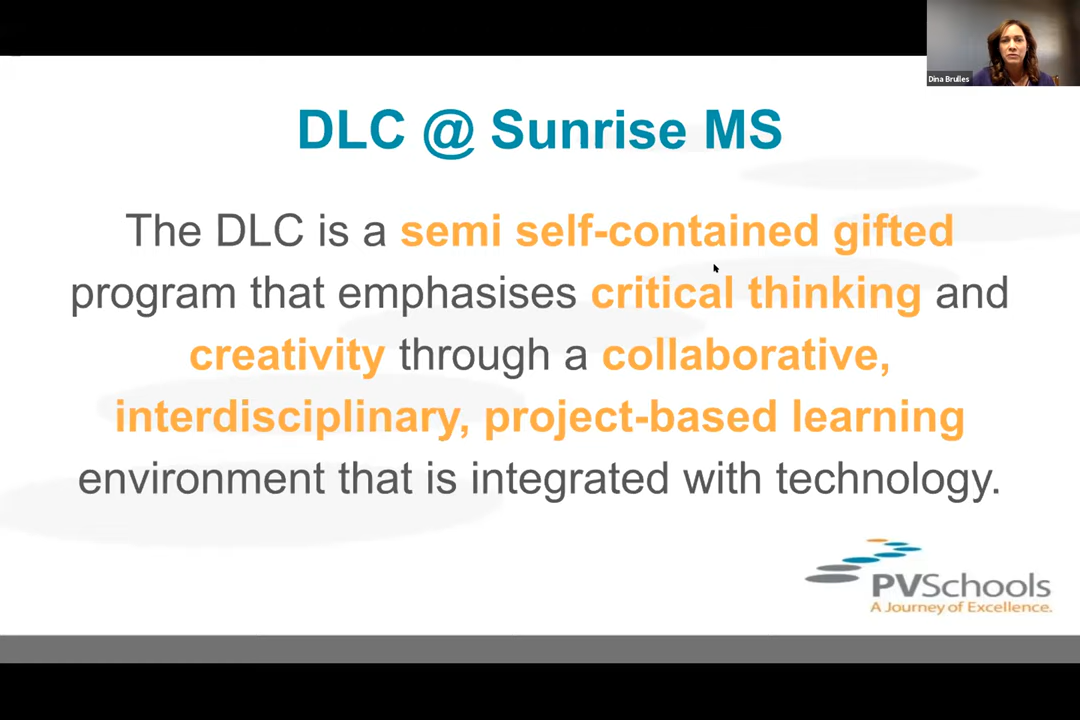 Dina Brulles
DLC @ Sunrise MS
The DLC is a semi self-contained gifted
program that emphasises critical thinking and
creativity through a collaborative,
interdisciplinary, project-based learning
environment that is integrated with technology.
PVSchools
A Journey of Excellence.